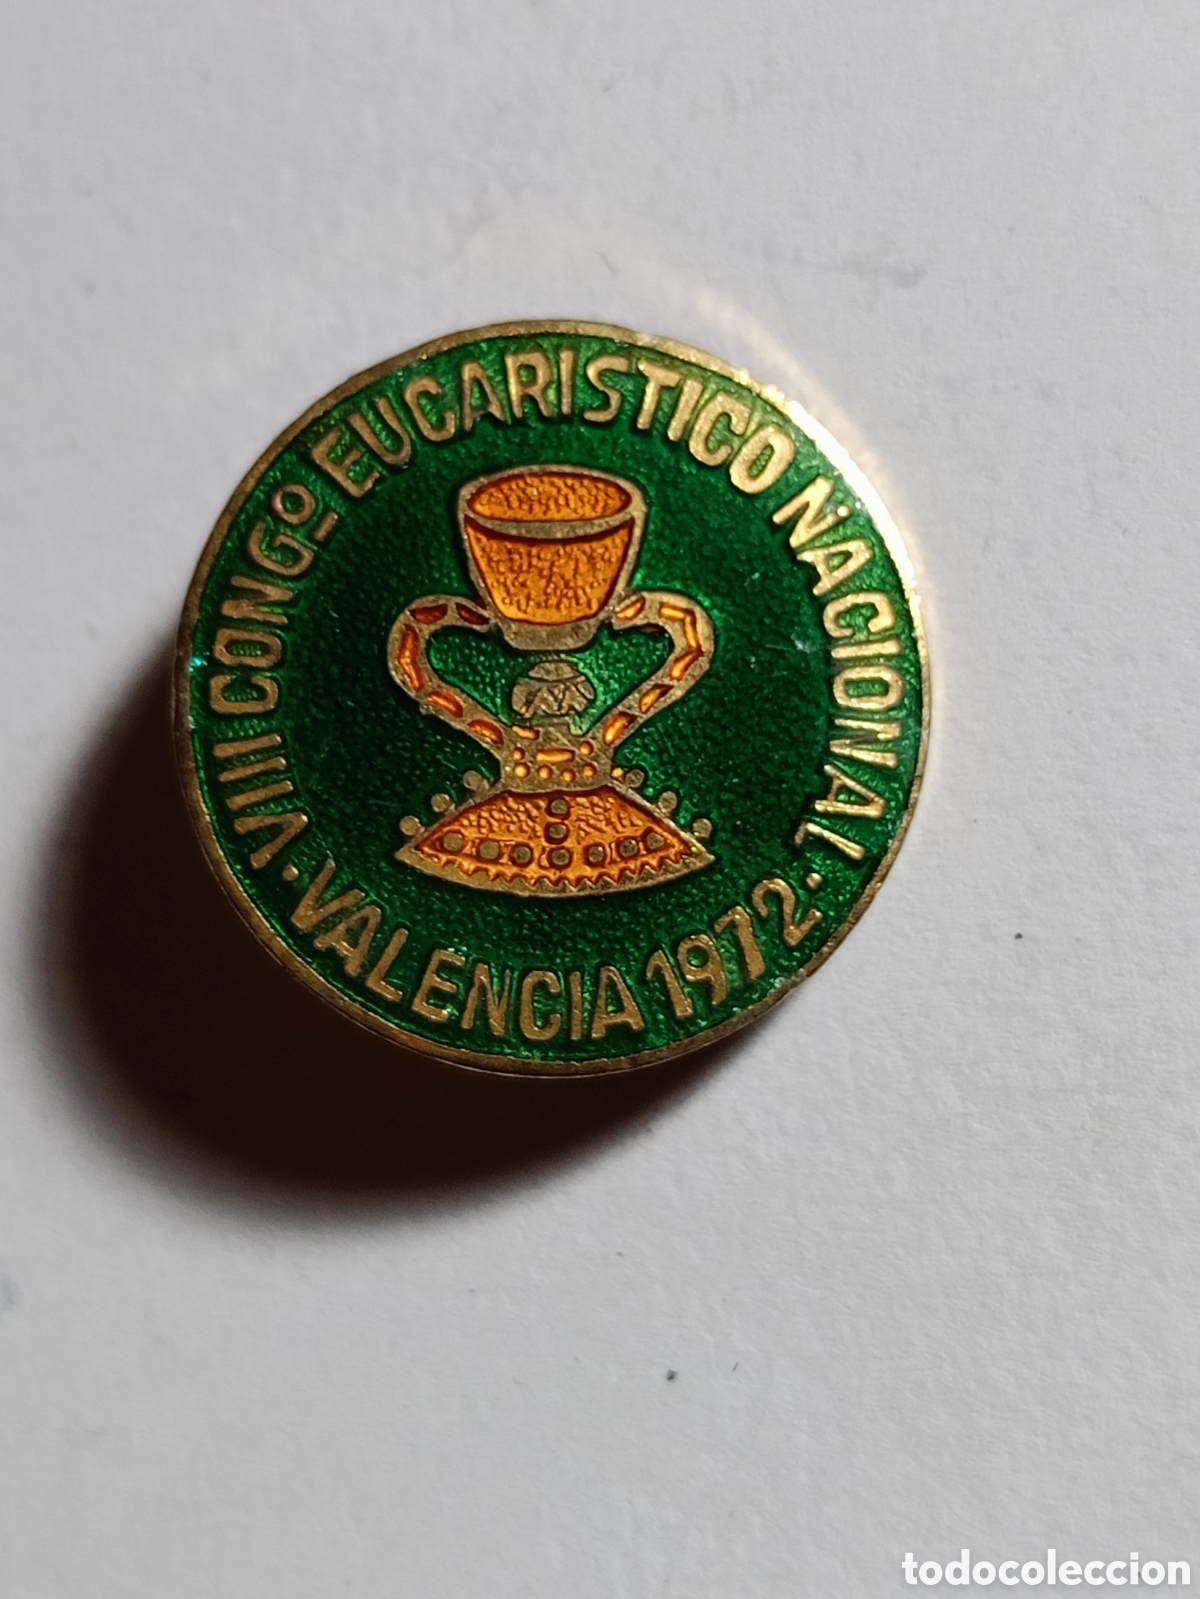 VIII CONGº EUCARISTICO NACIONAL
· VALENCIA 1972 ·
todocoleccion